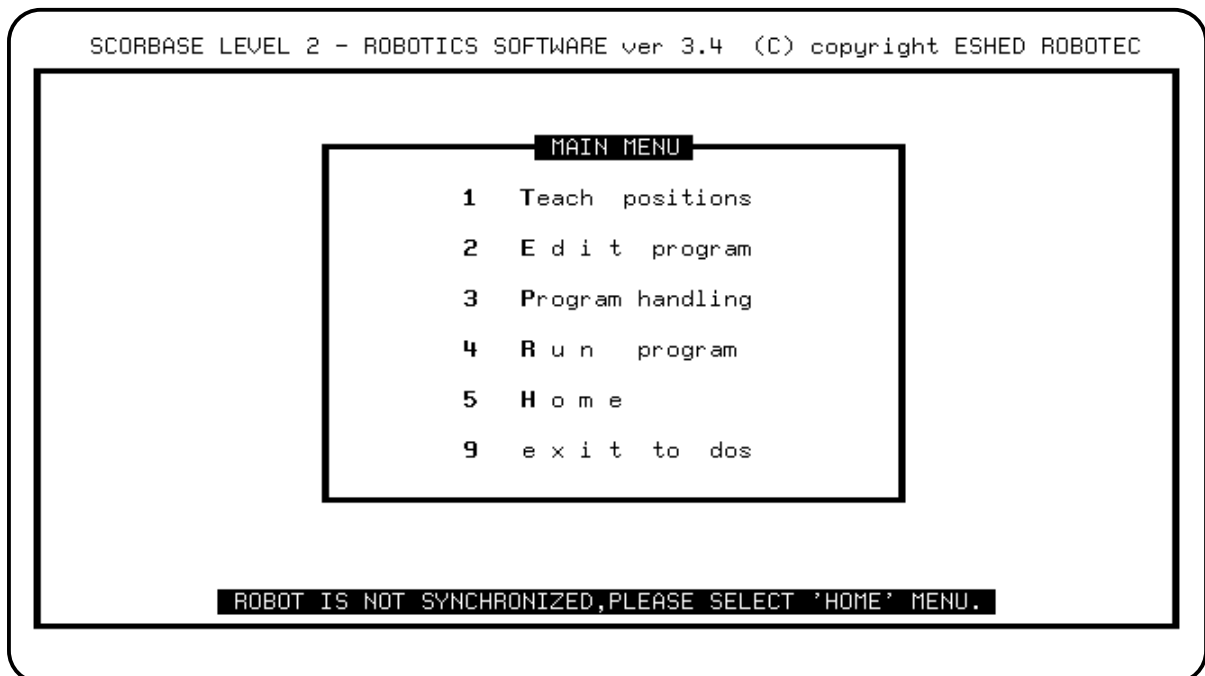 SCORBASE LEVEL 2 - ROBOTICS SOFTWARE ver 3.4 (C) copyright ESHED ROBOTEC
MAIN MENU
1 Teach positions
2 E d i t program
3 Program handling
4 R u n program
5 H o m e
9 e x i t to dos
ROBOT IS NOT SYNCHRONIZED,PLEASE SELECT 'HOME' MENU.